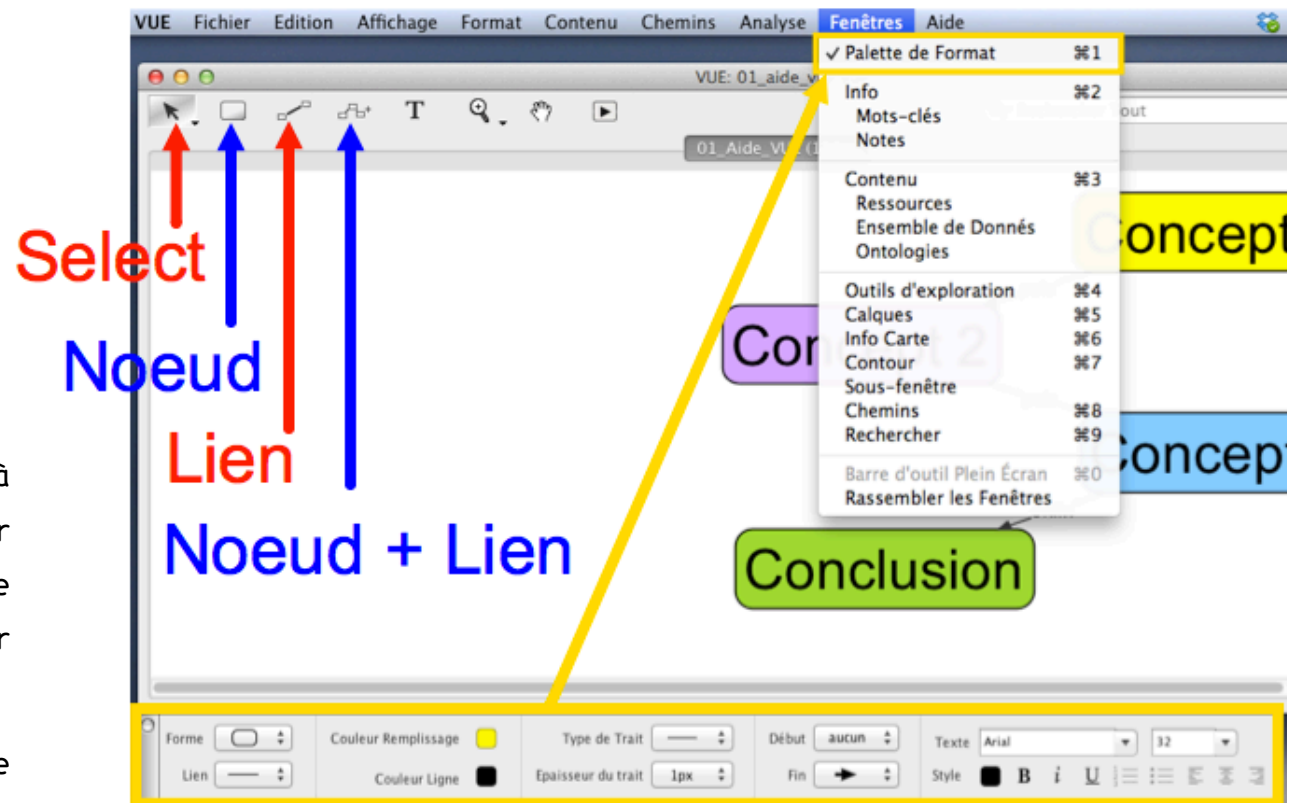 VUE Fichier Edition Affichage Format Contenu Chemins Analyse Fenêtres Aide
✓ Palette de Format ⌘1
VUE: 01_aide_v
Info ⌘2
Mots-clés
Notes
T
out
01_Aide_VUE (1
Contenu ⌘3
Ressources
Ensemble de Donnés
Ontologies
Concept
Select
Outils d'exploration ⌘4
Calques ⌘5
Info Carte ⌘6
Contour ⌘7
Sous-fenêtre
Chemins ⌘8
Rechercher ⌘9
Concept 2
Noeud
Concep
Lien
à
Barre d'outil Plein Écran ⌘0
Rassembler les Fenêtres
r
Noeud + Lien
e
Conclusion
r
Forme Couleur Remplissage Type de Trait Début aucun Texte Arial 32
e
Lien Couleur Ligne Epaisseur du trait 1px Fin Style B i U